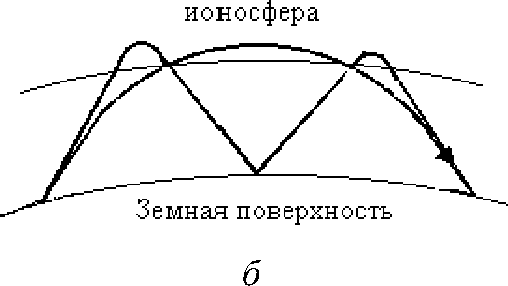 ионосфера
Земная поверхность
б